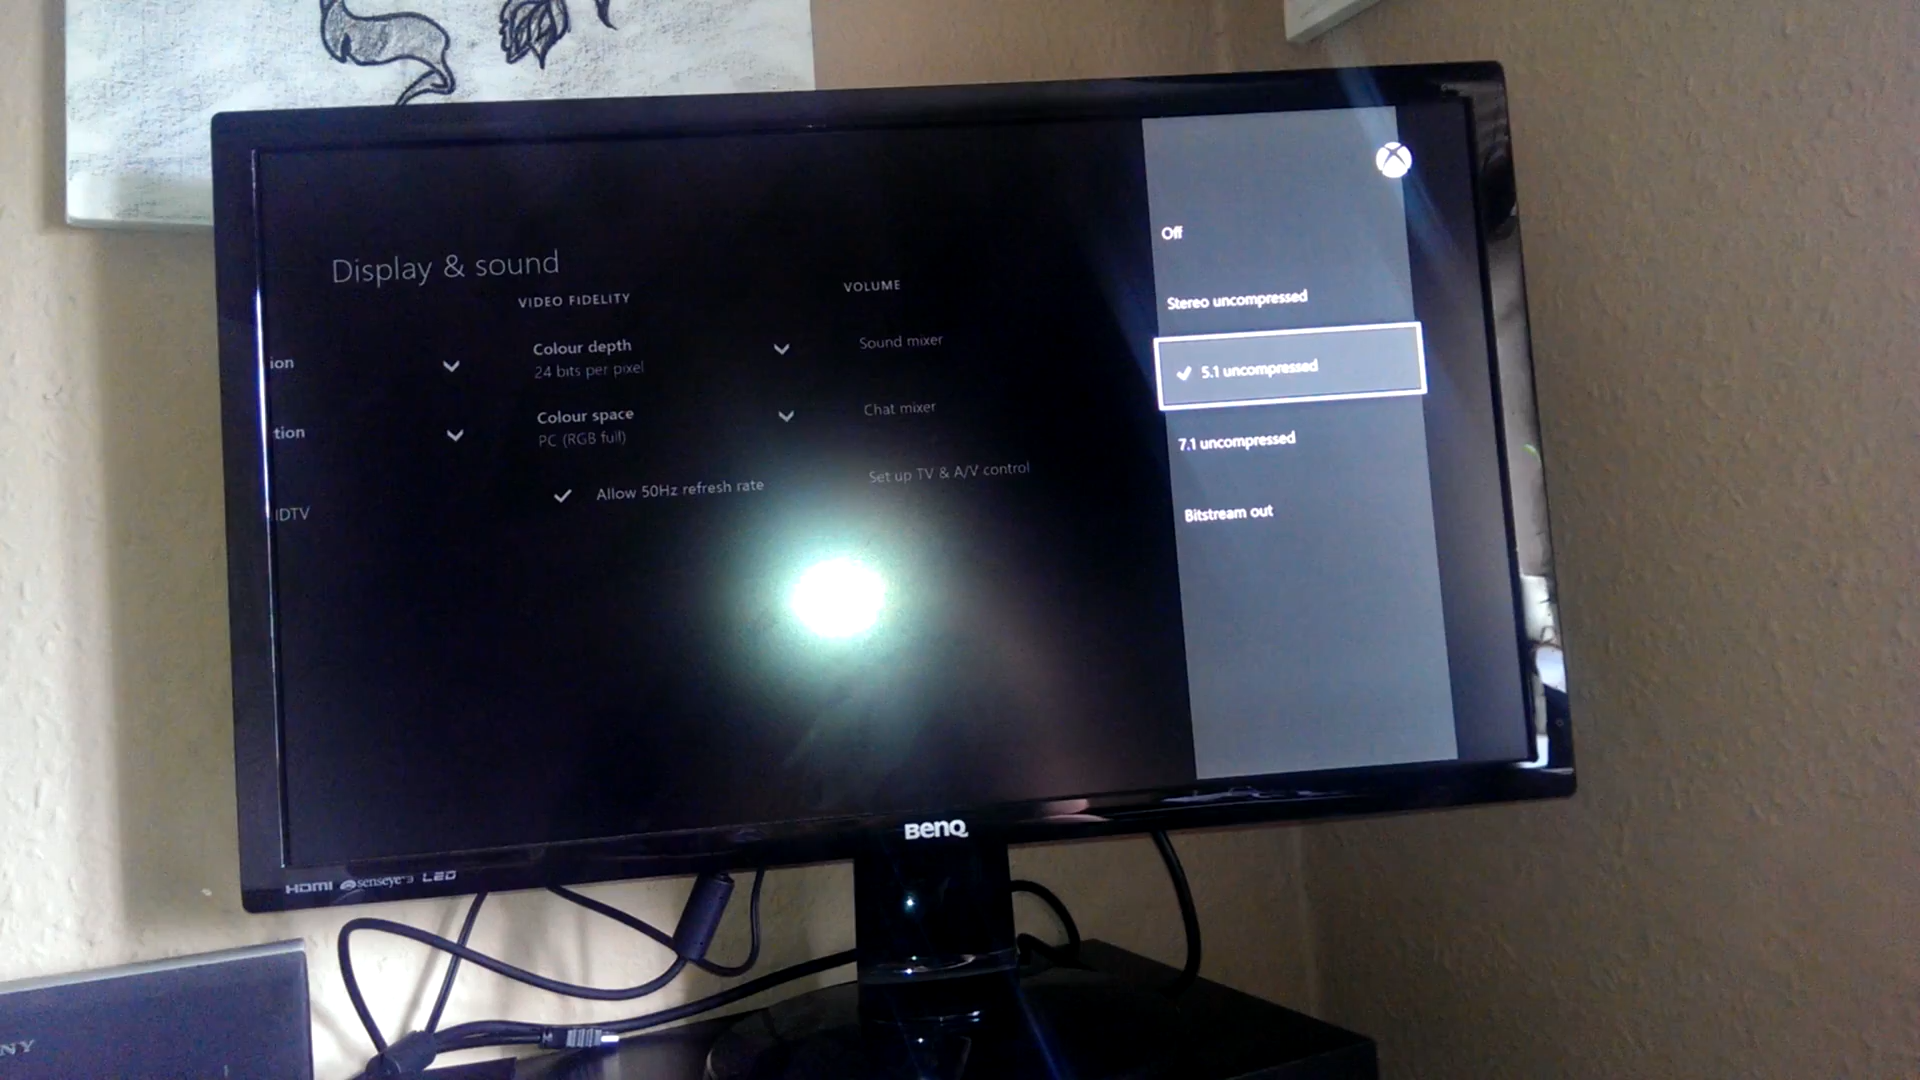 Display & sound
VIDEO FIDELITY
VOLUME
ion
Colour depth
24 bits per pixel
Sound mixer
tion
Colour space
PC (RGB full)
Chat mixer
Allow 50Hz refresh rate
Set up TV & A/V control
IDTV
Off
Stereo uncompressed
5.1 uncompressed
7.1 uncompressed
Bitstream out
BenQ
HDMI senseye 3 LED
NY